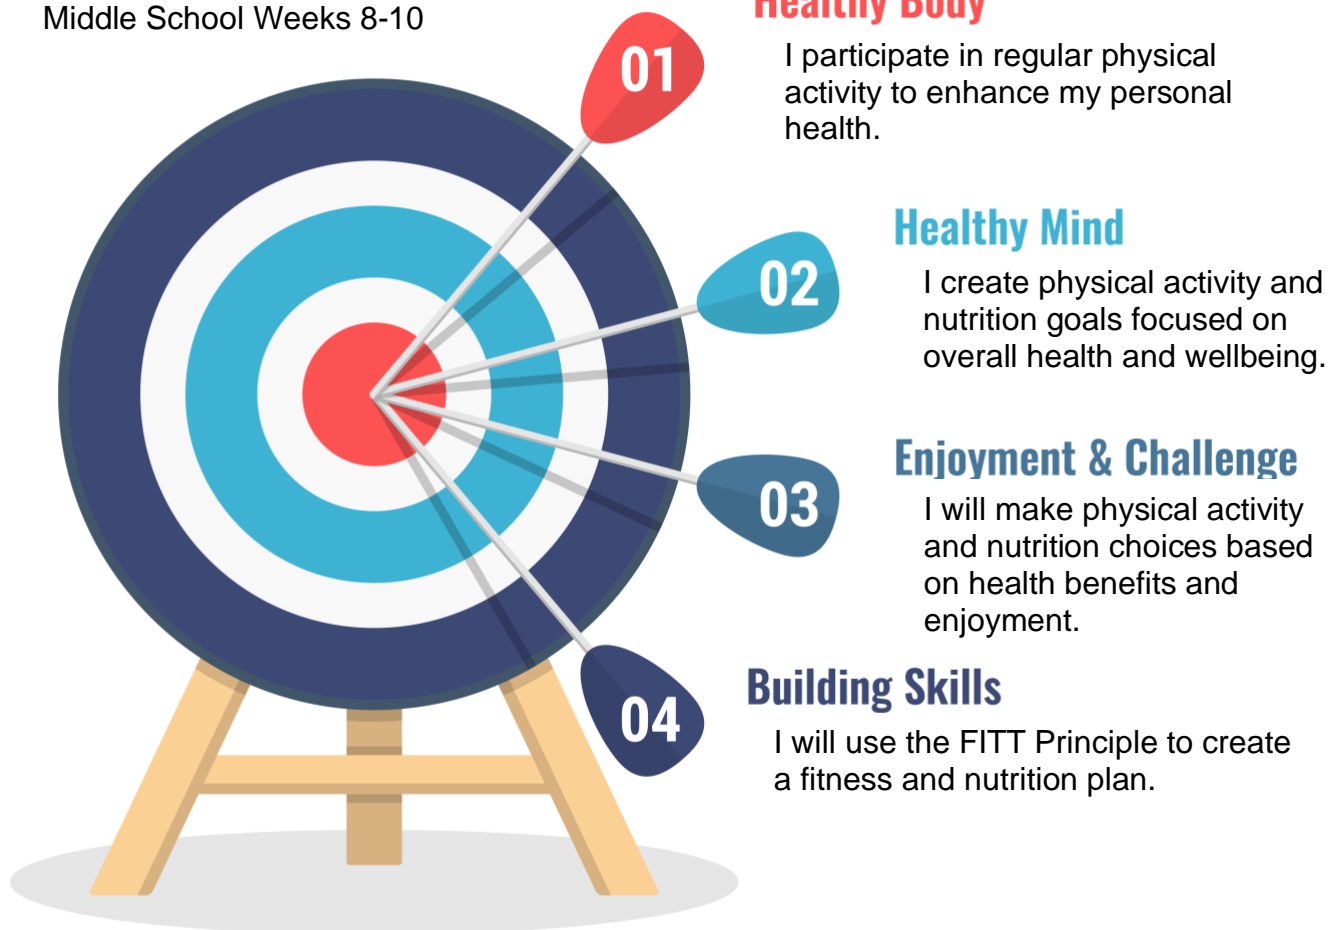 Middle School Weeks 8-10
Healthy Body
01
I participate in regular physical
activity to enhance my personal
health.
Healthy Mind
02
I create physical activity and
nutrition goals focused on
overall health and wellbeing.
Enjoyment & Challenge
03
I will make physical activity
and nutrition choices based
on health benefits and
enjoyment.
Building Skills
04
I will use the FITT Principle to create
a fitness and nutrition plan.